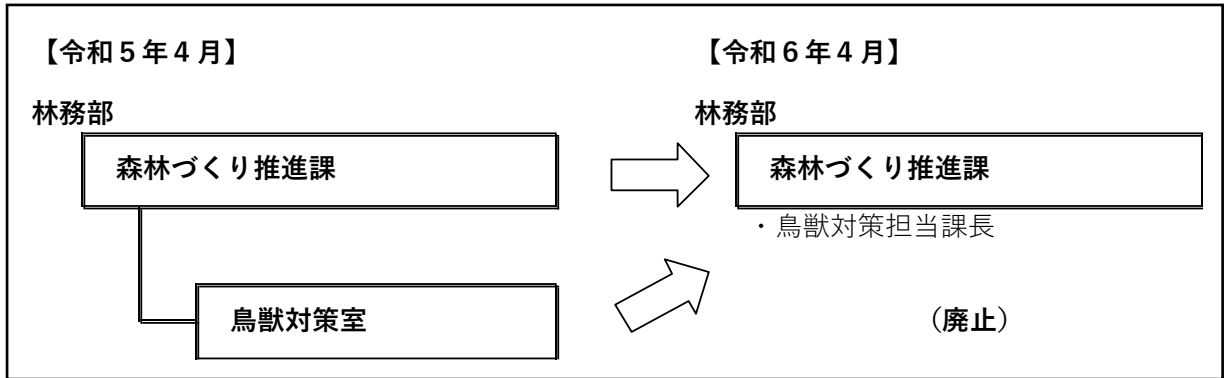 【令和５年４月】
林務部
森林づくり推進課
鳥獣対策室
【令和６年４月】
林務部
森林づくり推進課
・鳥獣対策担当課長
（廃止）